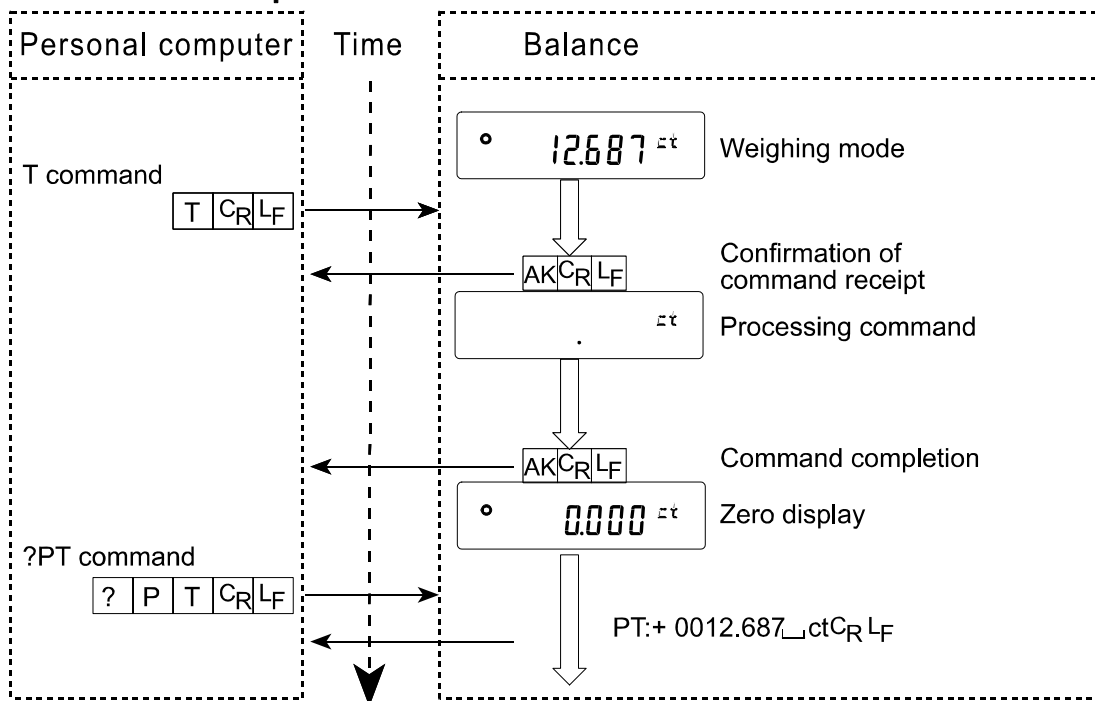 Personal computer Time Balance
12.687 ct Weighing mode
T command
T CR LF
Confirmation of
command receipt
AK CR LF
ct
. Processing command
AK CR LF Command completion
0.000 ct Zero display
?PT command
? P T CR LF
PT:+ 0012.687␣ctCR LF